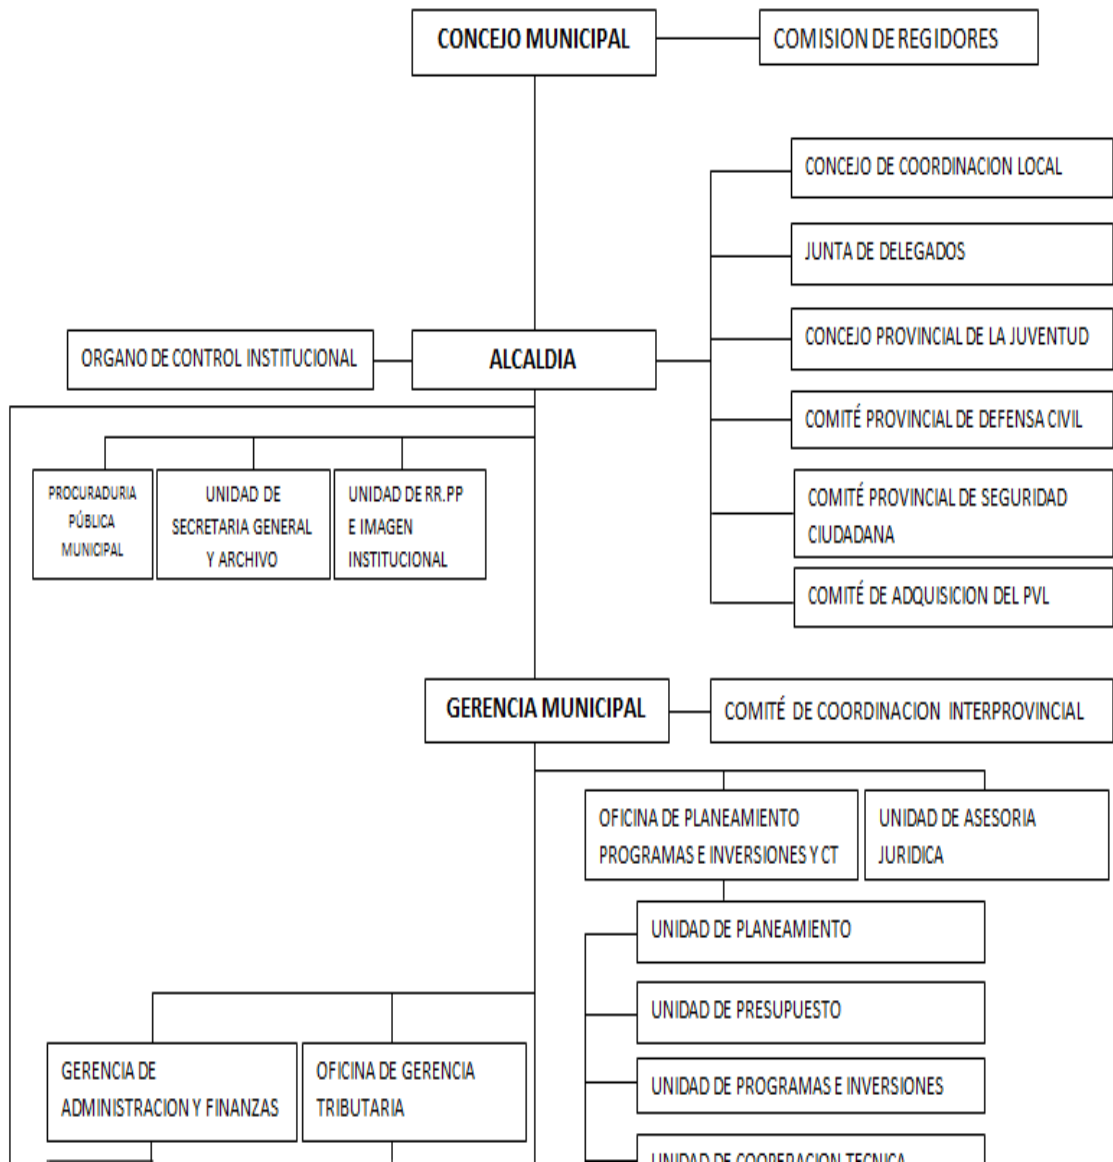 CONCEJO MUNICIPAL
COMISION DE REGIDORES
CONCEJO DE COORDINACION LOCAL
JUNTA DE DELEGADOS
CONCEJO PROVINCIAL DE LA JUVENTUD
ORGANO DE CONTROL INSTITUCIONAL
ALCALDIA
COMITÉ PROVINCIAL DE DEFENSA CIVIL
PROCURADURIA
PÚBLICA
MUNICIPAL
UNIDAD DE
SECRETARIA GENERAL
Y ARCHIVO
UNIDAD DE RR.PP
E IMAGEN
INSTITUCIONAL
COMITÉ PROVINCIAL DE SEGURIDAD
CIUDADANA
COMITÉ DE ADQUISICION DEL PVL
GERENCIA MUNICIPAL
COMITÉ DE COORDINACION INTERPROVINCIAL
OFICINA DE PLANEAMIENTO
PROGRAMAS E INVERSIONES Y CT
UNIDAD DE ASESORIA
JURIDICA
UNIDAD DE PLANEAMIENTO
UNIDAD DE PRESUPUESTO
GERENCIA DE
ADMINISTRACION Y FINANZAS
OFICINA DE GERENCIA
TRIBUTARIA
UNIDAD DE PROGRAMAS E INVERSIONES
UNIDAD DE COOPERACION TECNICA